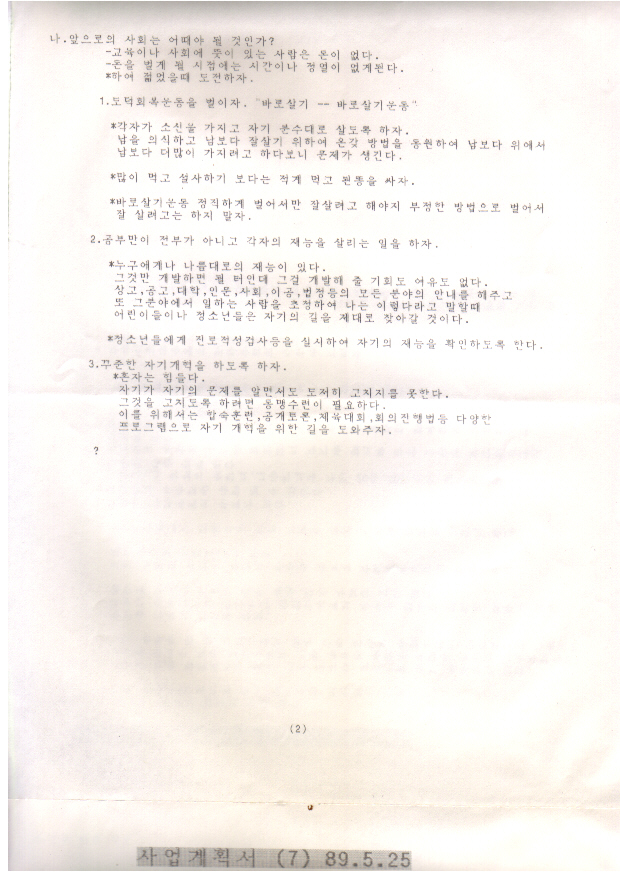 나.앞으로의 사회는 어때야 될 것인가?
-교육이나 사회에 뜻이 있는 사람은 돈이 없다.
-돈을 벌게 될 시점에는 시간이나 정열이 없게된다.
*하여 젊었을때 도전하자.
1.도덕회복운동을 벌이자. "바로살기 -- 바로살기운동"
*각자가 소신을 가지고 자기 분수대로 살도록 하자.
남을 의식하고 남보다 잘살기 위하여 온갖 방법을 동원하여 남보다 위에서
남보다 더많이 가지려고 하다보니 문제가 생긴다.
*많이 먹고 설사하기 보다는 적게 먹고 된똥을 싸자.
*바로살기운동 정직하게 벌어서만 잘살려고 해야지 부정한 방법으로 벌어서
잘 살려고는 하지 말자.
2.공부만이 전부가 아니고 각자의 재능을 살리는 일을 하자.
*누구에게나 나름대로의 재능이 있다.
그것만 개발하면 될 터인데 그걸 개발해 줄 기회도 여유도 없다.
상고,공고,대학,인문,사회,이공,법정등의 모든 분야의 안내를 해주고
또 그분야에서 일하는 사람을 초청하여 나는 이렇다라고 말할때
어린이들이나 청소년들은 자기의 길을 제대로 찾아갈 것이다.
*청소년들에게 진로적성검사등을 실시하여 자기의 재능을 확인하도록 한다.
3.꾸준한 자기개혁을 하도록 하자.
*혼자는 힘들다.
자기가 자기의 문제를 알면서도 도저히 고치지를 못한다.
그것을 고치도록 하려면 동맹수련이 필요하다.
이를 위해서는 합숙훈련,공개토론,체육대회,회의진행법등 다양한
프로그램으로 자기 개혁을 위한 길을 도와주자.
?
(2)
사업계획서 (7) 89.5.25